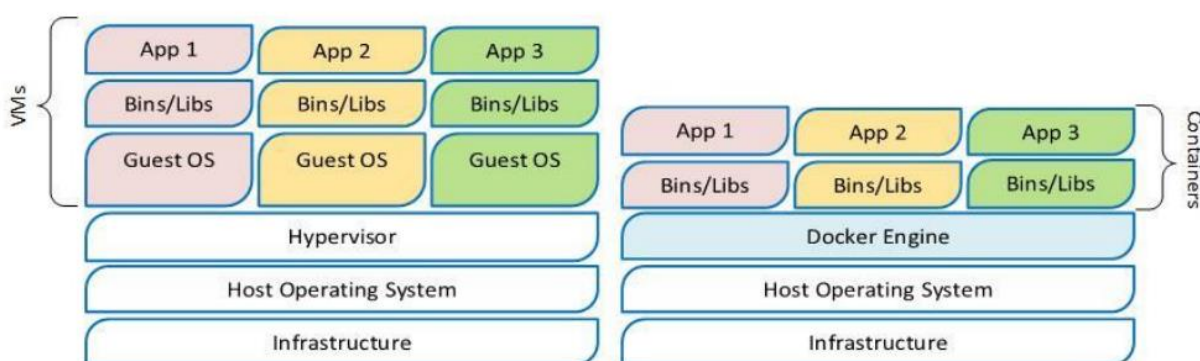 VMs
App 1
App 2
App 3
Bins/Libs
Bins/Libs
Bins/Libs
Guest OS
Guest OS
Guest OS
Hypervisor
Host Operating System
Infrastructure
App 1
App 2
App 3
Bins/Libs
Bins/Libs
Bins/Libs
Containers
Docker Engine
Host Operating System
Infrastructure